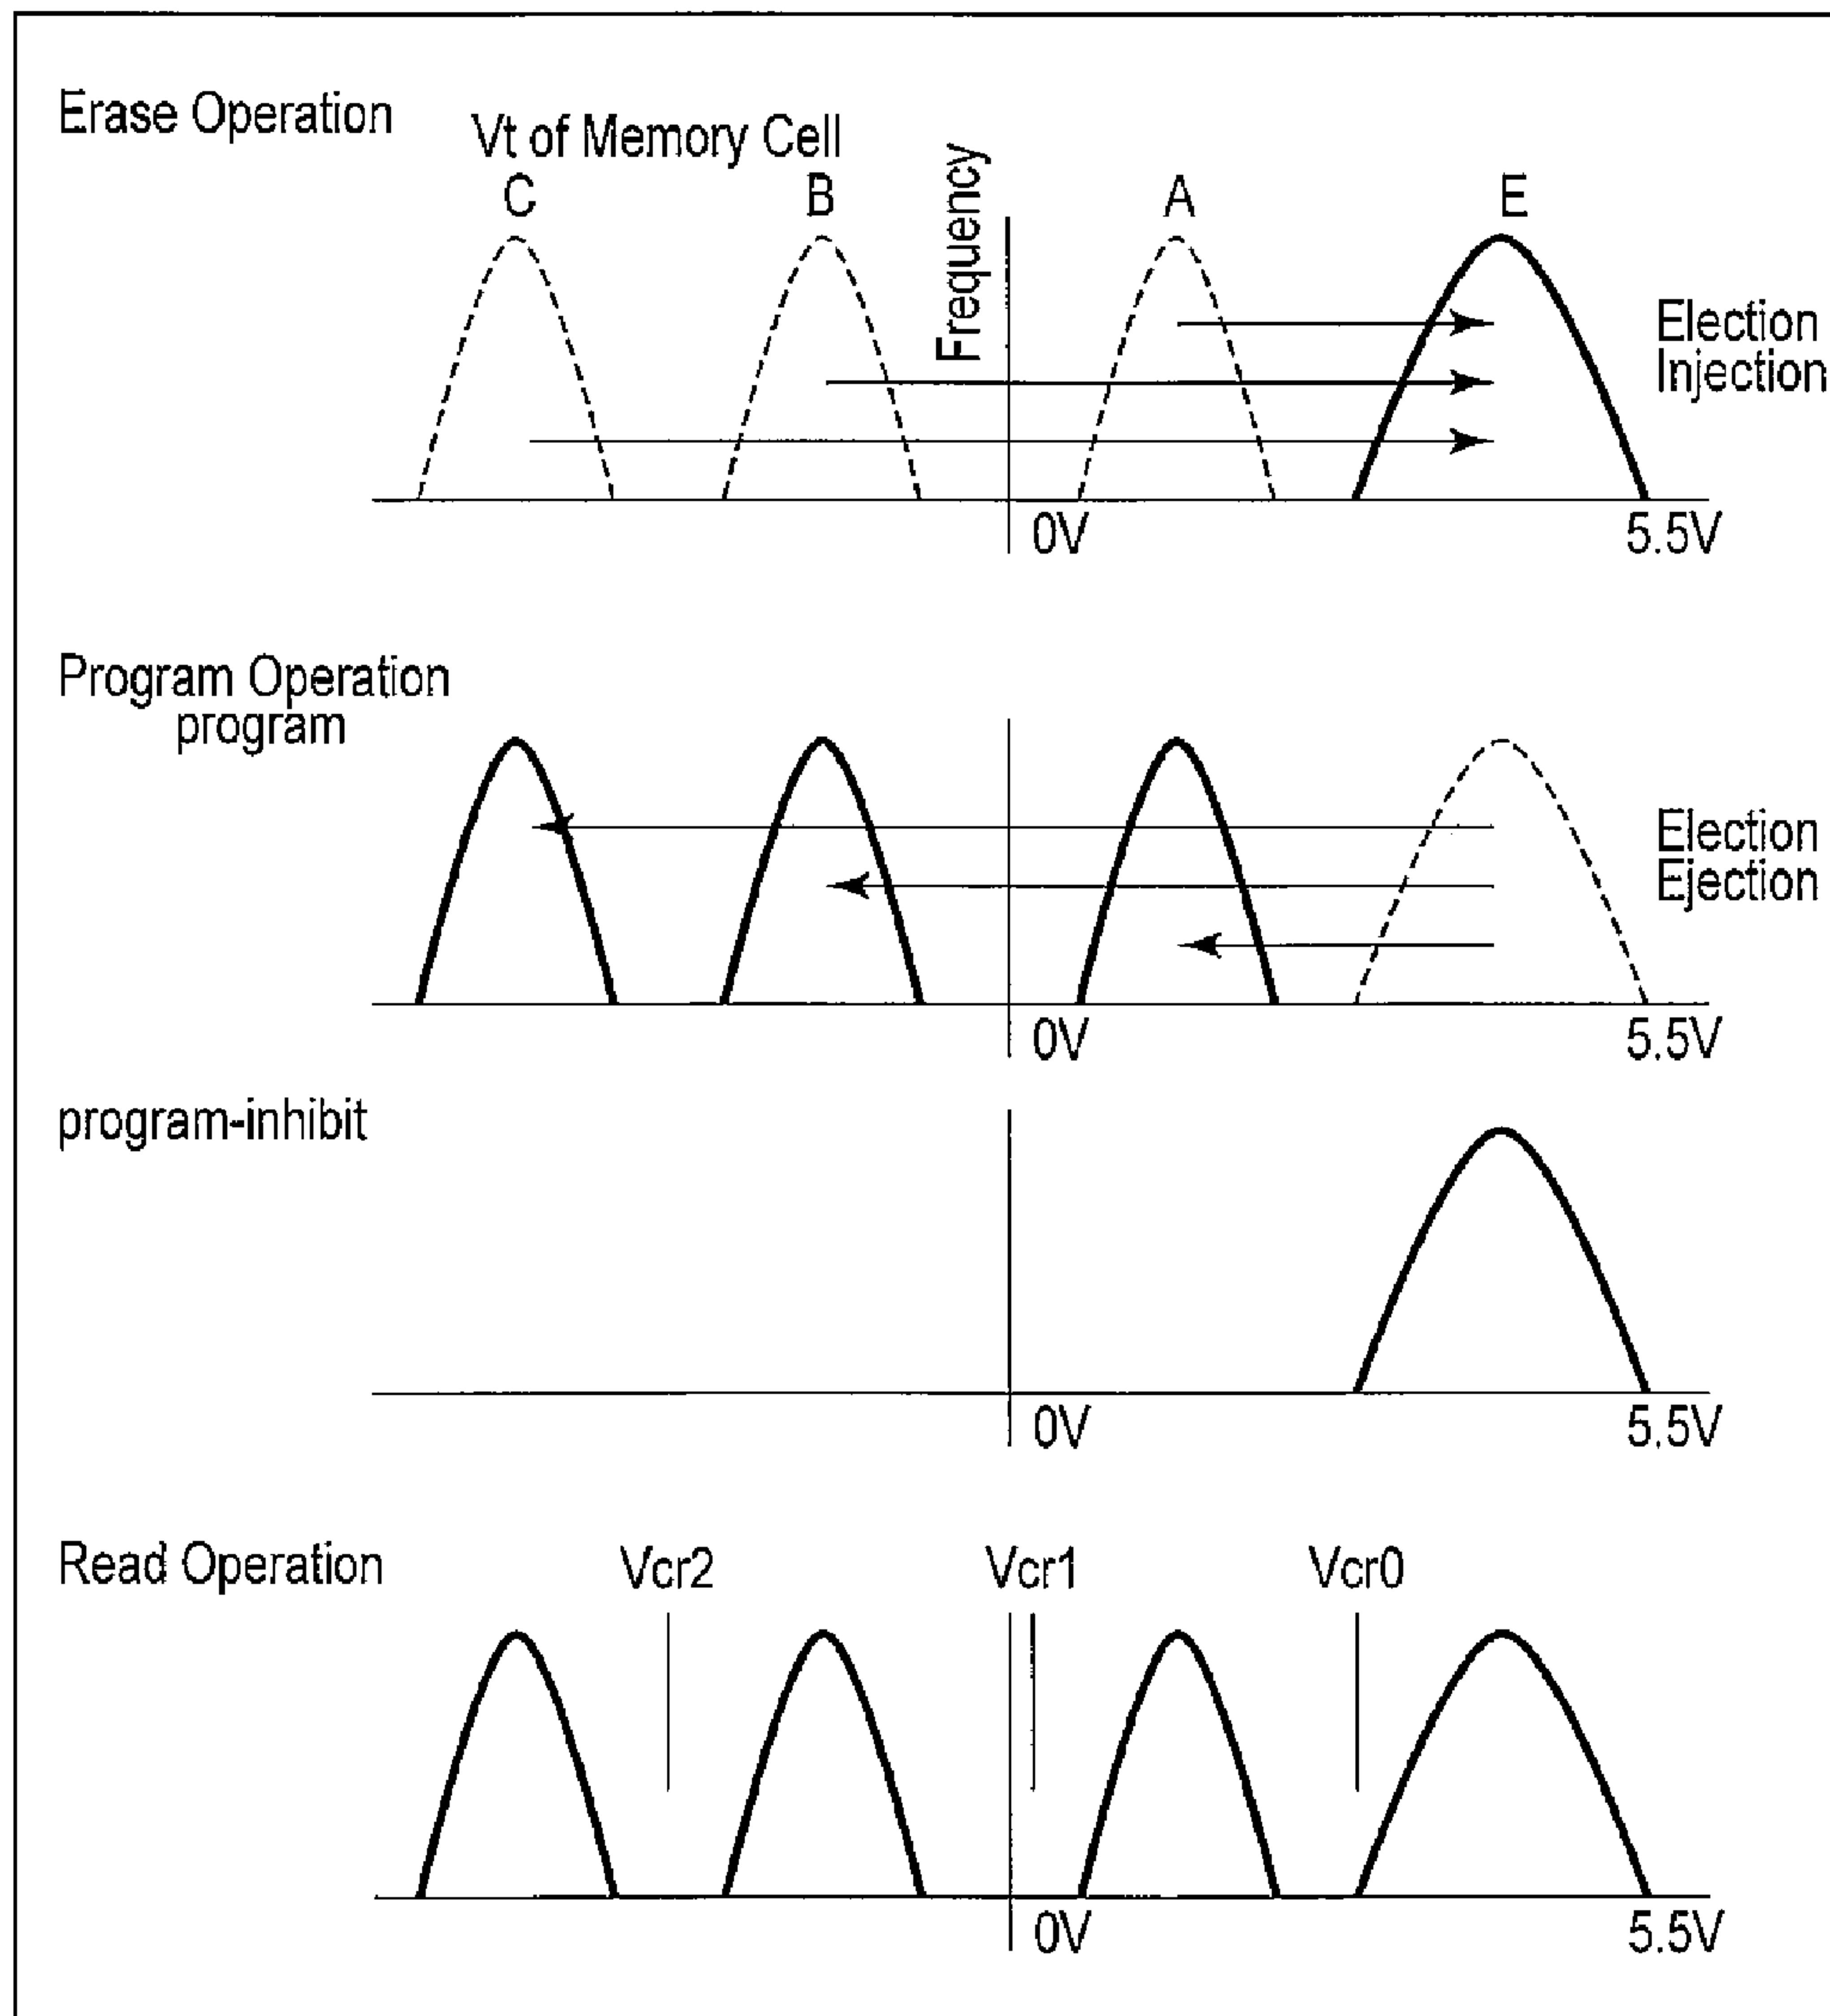 Erase Operation
Vt of Memory Cell
C
B
Frequency
A
E
Election
Injection
0V
5.5V
Program Operation
program
Election
Ejection
0V
5.5V
program-inhibit
0V
5.5V
Read Operation
Vcr2
Vcr1
Vcr0
0V
5.5V